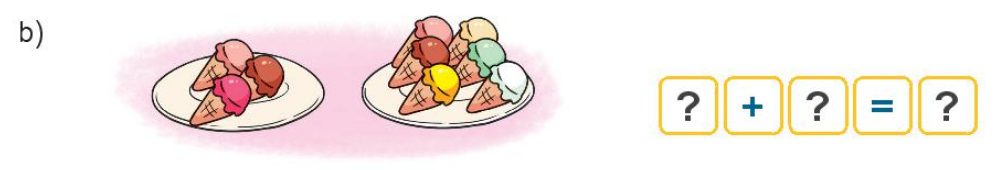 b)
? + ? = ?